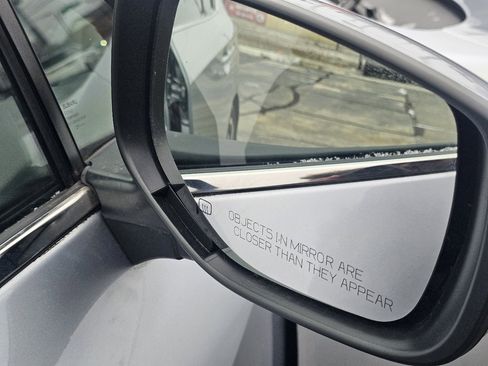 OBJECTS IN MIRROR ARE
CLOSER THAN THEY APPEAR